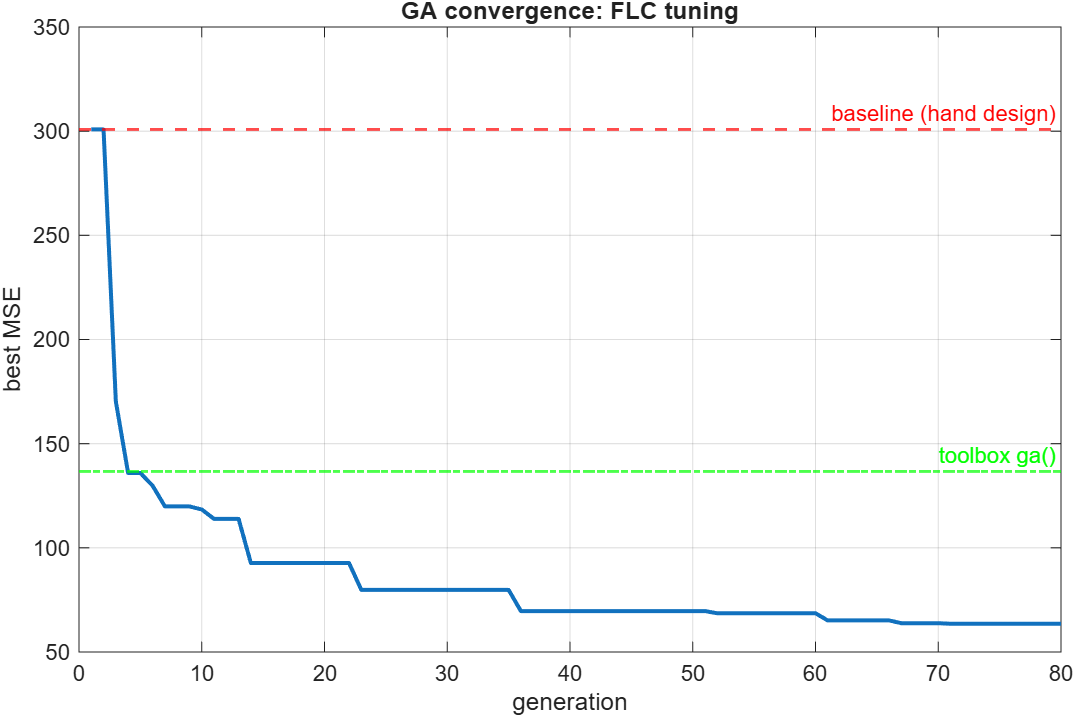 GA convergence: FLC tuning
350
300
250
200
150
100
50
best MSE
baseline (hand design)
toolbox ga()
0 10 20 30 40 50 60 70 80
generation